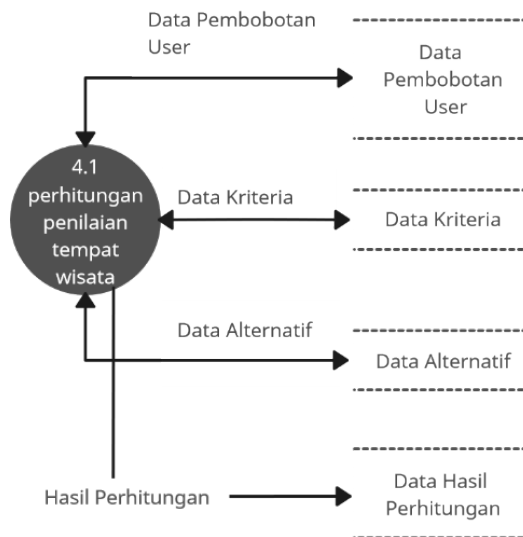 Data Pembobotan
User
Data
Pembobotan
User
4.1
perhitungan
penilaian
tempat
wisata
Data Kriteria
Data Kriteria
Data Alternatif
Data Alternatif
Hasil Perhitungan
Data Hasil
Perhitungan